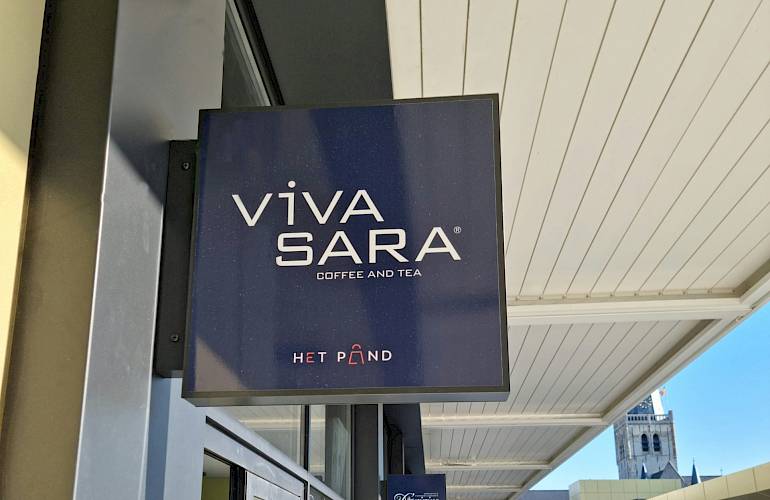 ViVA
SARA®
COFFEE AND TEA
HET PAND